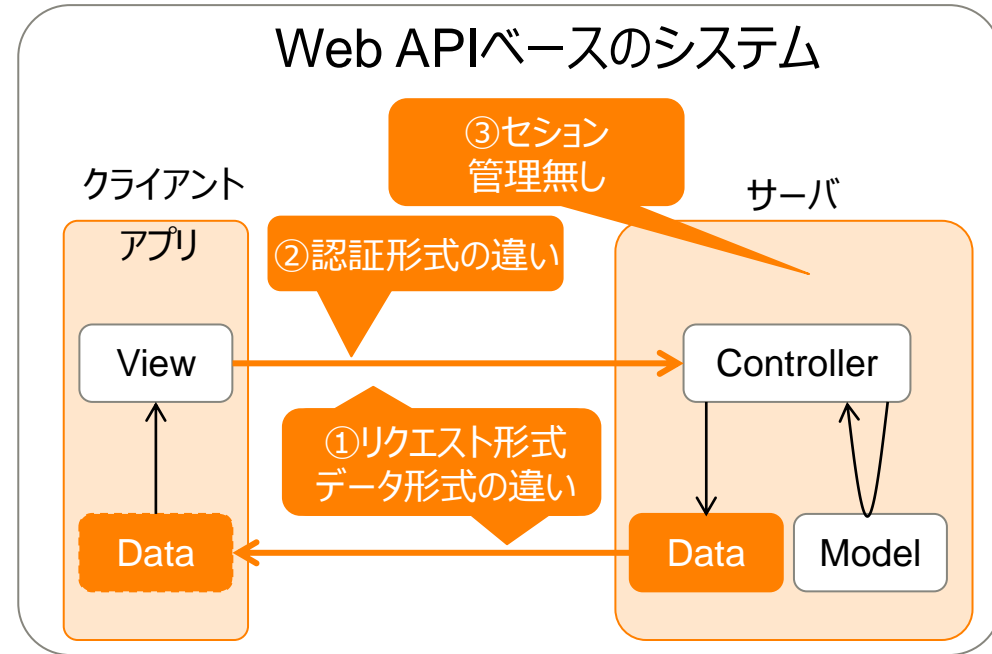 Web APIベースのシステム
③セション
管理無し
クライアント
アプリ
サーバ
②認証形式の違い
View
Controller
①リクエスト形式
データ形式の違い
Data
Data
Model